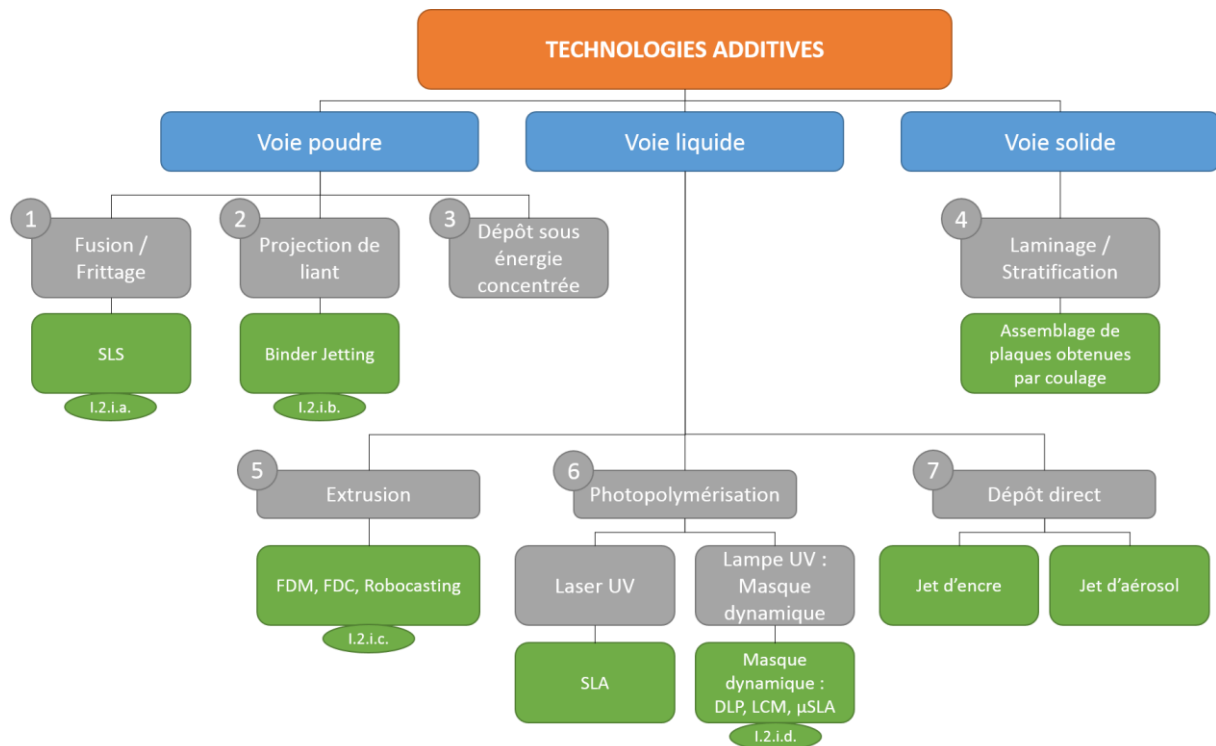 TECHNOLOGIES ADDITIVES
Voie poudre
Voie liquide
Voie solide
1
Fusion /
Frittage
2
Projection de
liant
3
Dépôt sous
énergie
concentrée
4
Laminage /
Stratification
SLS
I.2.i.a.
Binder Jetting
I.2.i.b.
Assemblage de
plaques obtenues
par coulage
5
Extrusion
6
Photopolymérisation
7
Dépôt direct
FDM, FDC, Robocasting
I.2.i.c.
Laser UV
Lampe UV :
Masque
dynamique
Jet d'encre
Jet d'aérosol
SLA
Masque
dynamique :
DLP, LCM, µSLA
I.2.i.d.